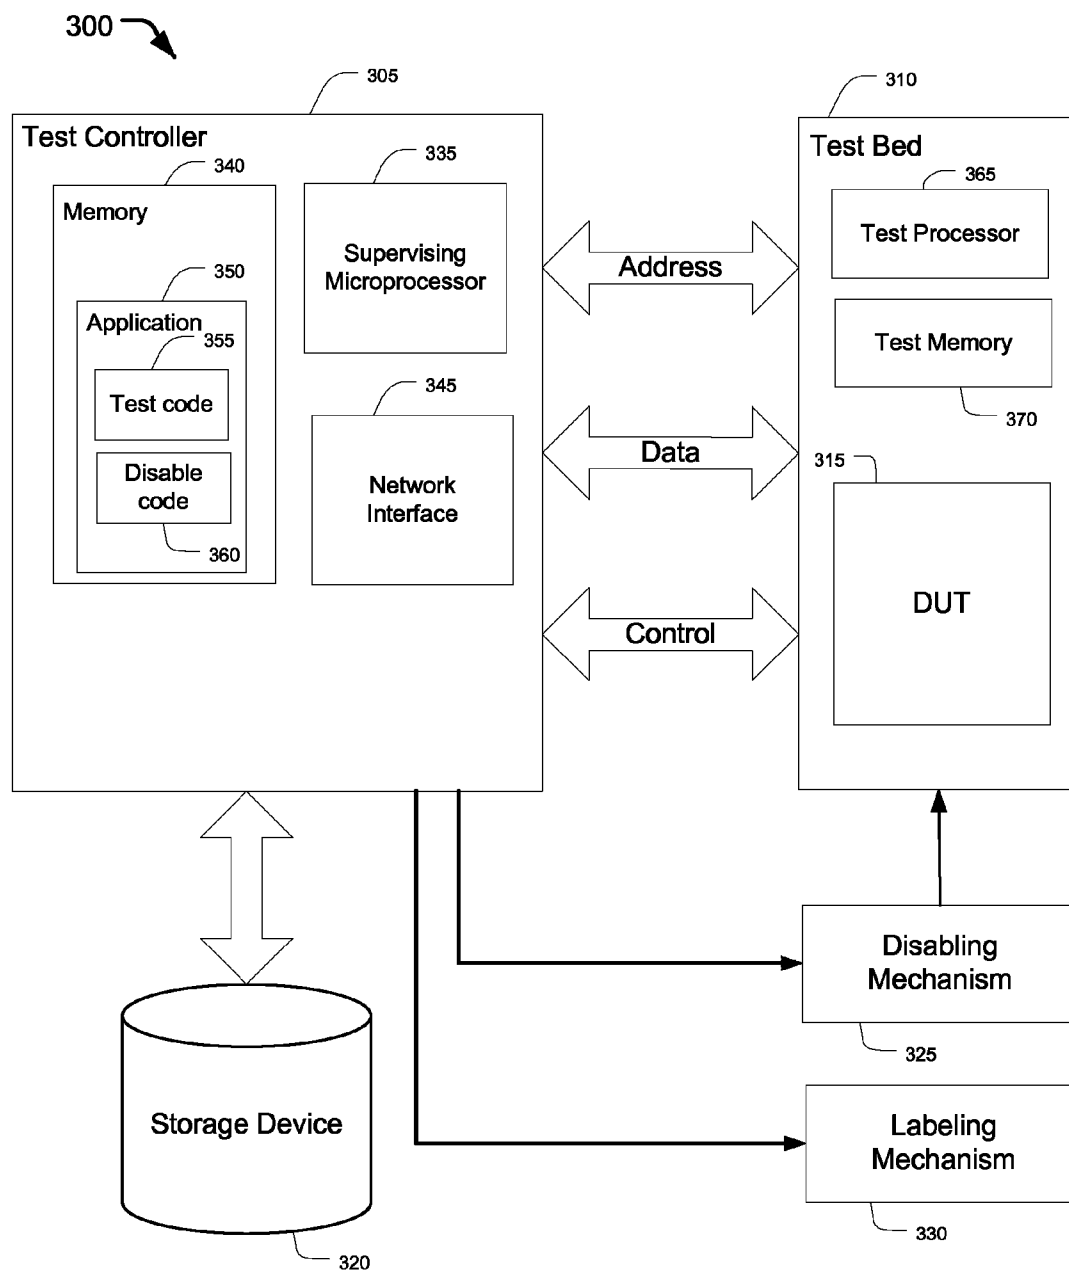 300
305
310
Test Controller
340
335
Test Bed
365
Memory
Test Processor
Supervising
Microprocessor
Address
350
Application
355
Test Memory
370
Test code
345
Data
315
Disable
code
360
Network
Interface
DUT
Control
Disabling
Mechanism
325
Storage Device
Labeling
Mechanism
330
320